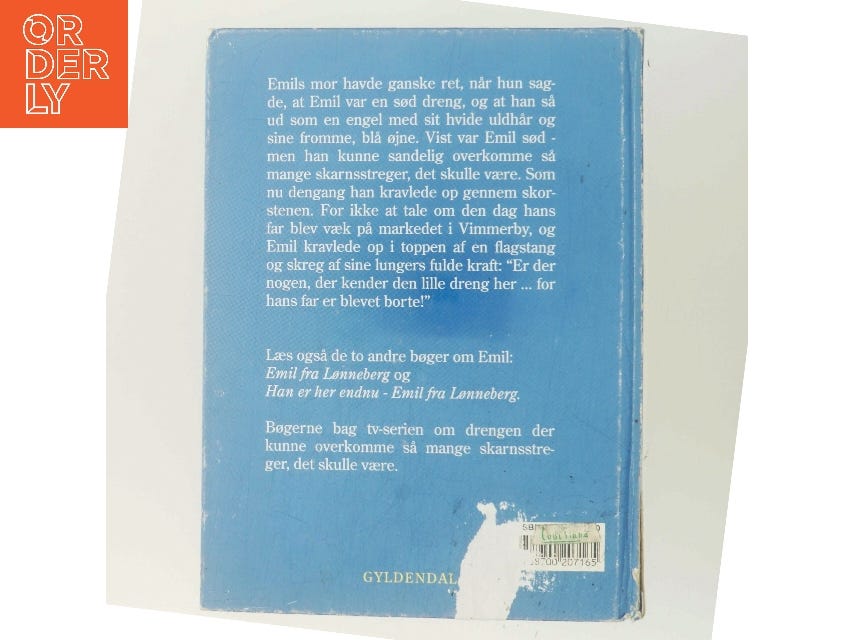 OR
DER
LY
Emils mor havde ganske ret, når hun sag-
de, at Emil var en sød dreng, og at han så
ud som en engel med sit hvide uldhår og
sine fromme, blå øjne. Vist var Emil sød -
men han kunne sandelig overkomme så
mange skarnsstreger, det skulle være. Som
nu dengang han kravlede op gennem skor-
stenen. For ikke at tale om den dag hans
far blev væk på markedet i Vimmerby, og
Emil kravlede op i toppen af en flagstang
og skreg af sine lungers fulde kraft: “Er der
nogen, der kender den lille dreng her ... for
hans far er blevet borte!”
Læs også de to andre bøger om Emil:
Emil fra Lønneberg og
Han er her endnu - Emil fra Lønneberg.
Bøgerne bag tv-serien om drengen der
kunne overkomme så mange skarnsstre-
ger, det skulle være.
GYLDENDAL
207165